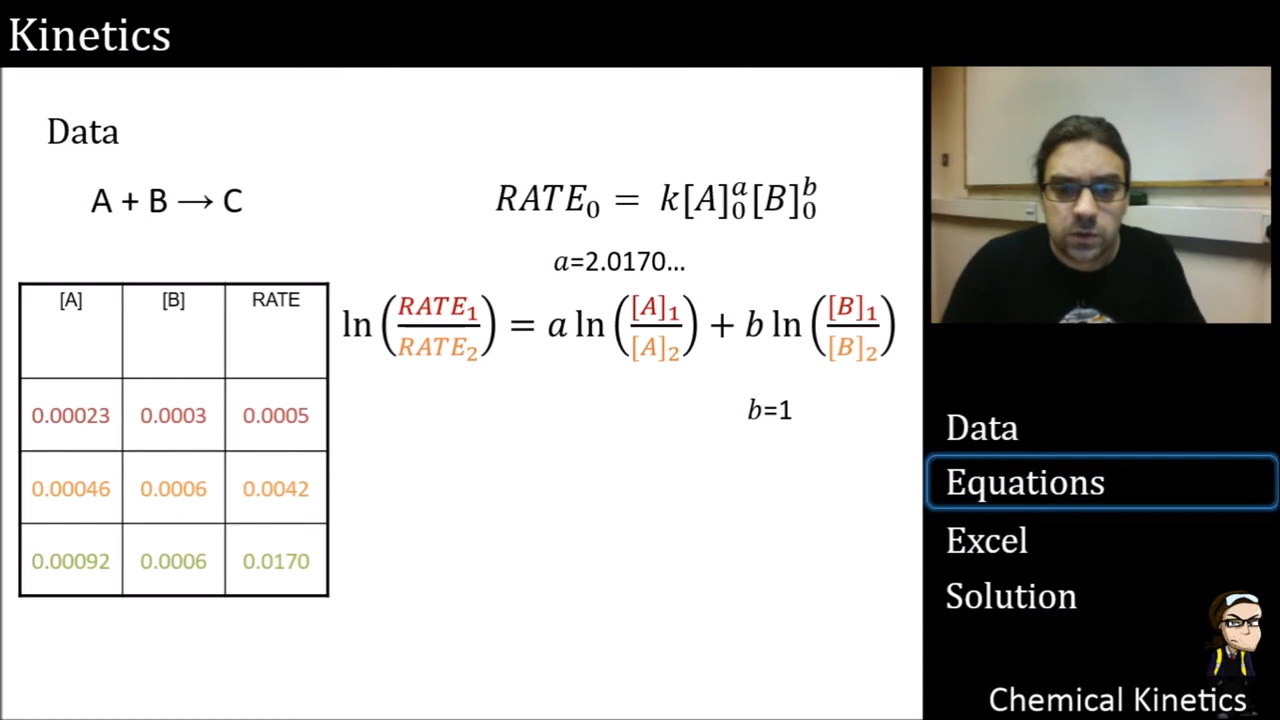 Kinetics
Data
A + B → C
RATE₀ = k[A]₀ᵃ[B]₀ᵇ
a=2.0170...
[A] [B] RATE
0.00023 0.0003 0.0005
0.00046 0.0006 0.0042
0.00092 0.0006 0.0170
ln(RATE₁/RATE₂) = a ln([A]₁/[A]₂) + b ln([B]₁/[B]₂)
b=1
Data
Equations
Excel
Solution
Chemical Kinetics